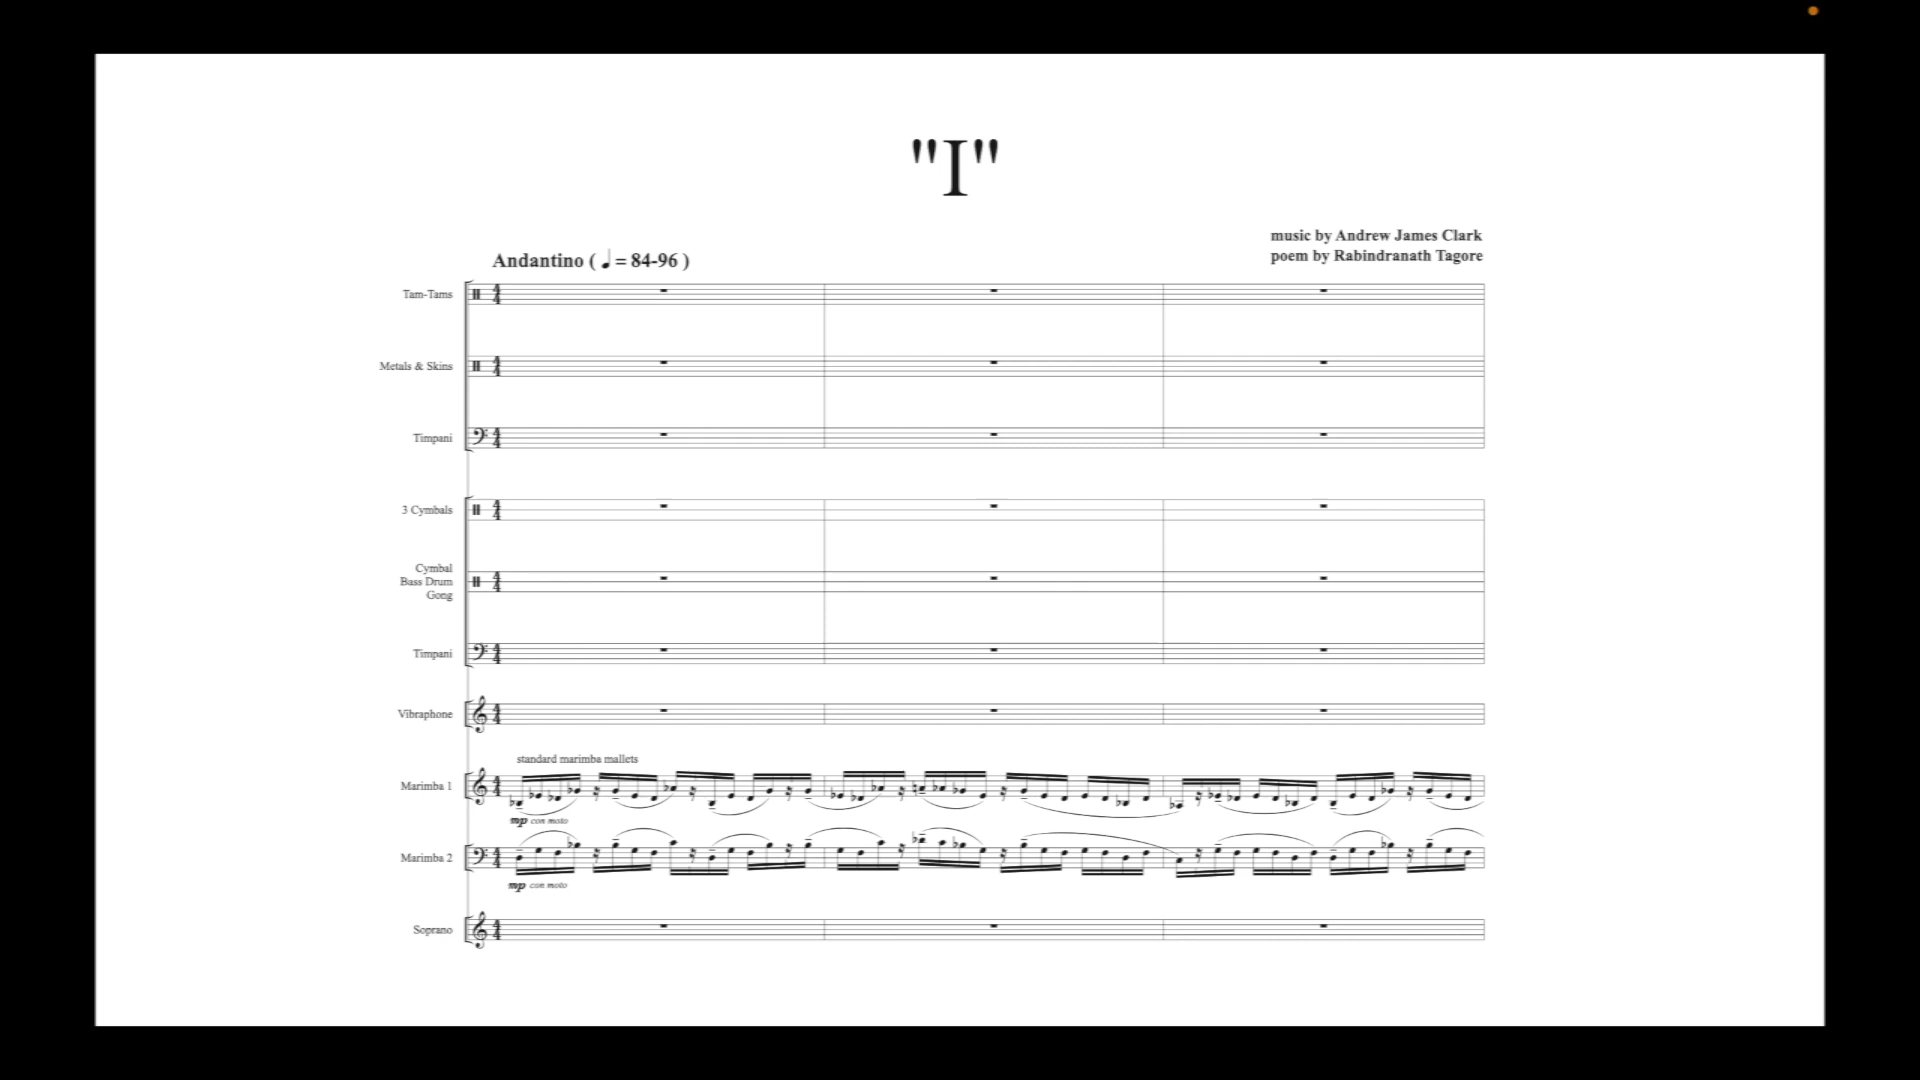 "I"
music by Andrew James Clark
poem by Rabindranath Tagore
Andantino ( ♩ = 84-96 )
Tam-Tams
Metals & Skins
Timpani
3 Cymbals
Cymbal
Bass Drum
Gong
Timpani
Vibraphone
standard marimba mallets
Marimba 1
mp con moto
Marimba 2
mp con moto
Soprano